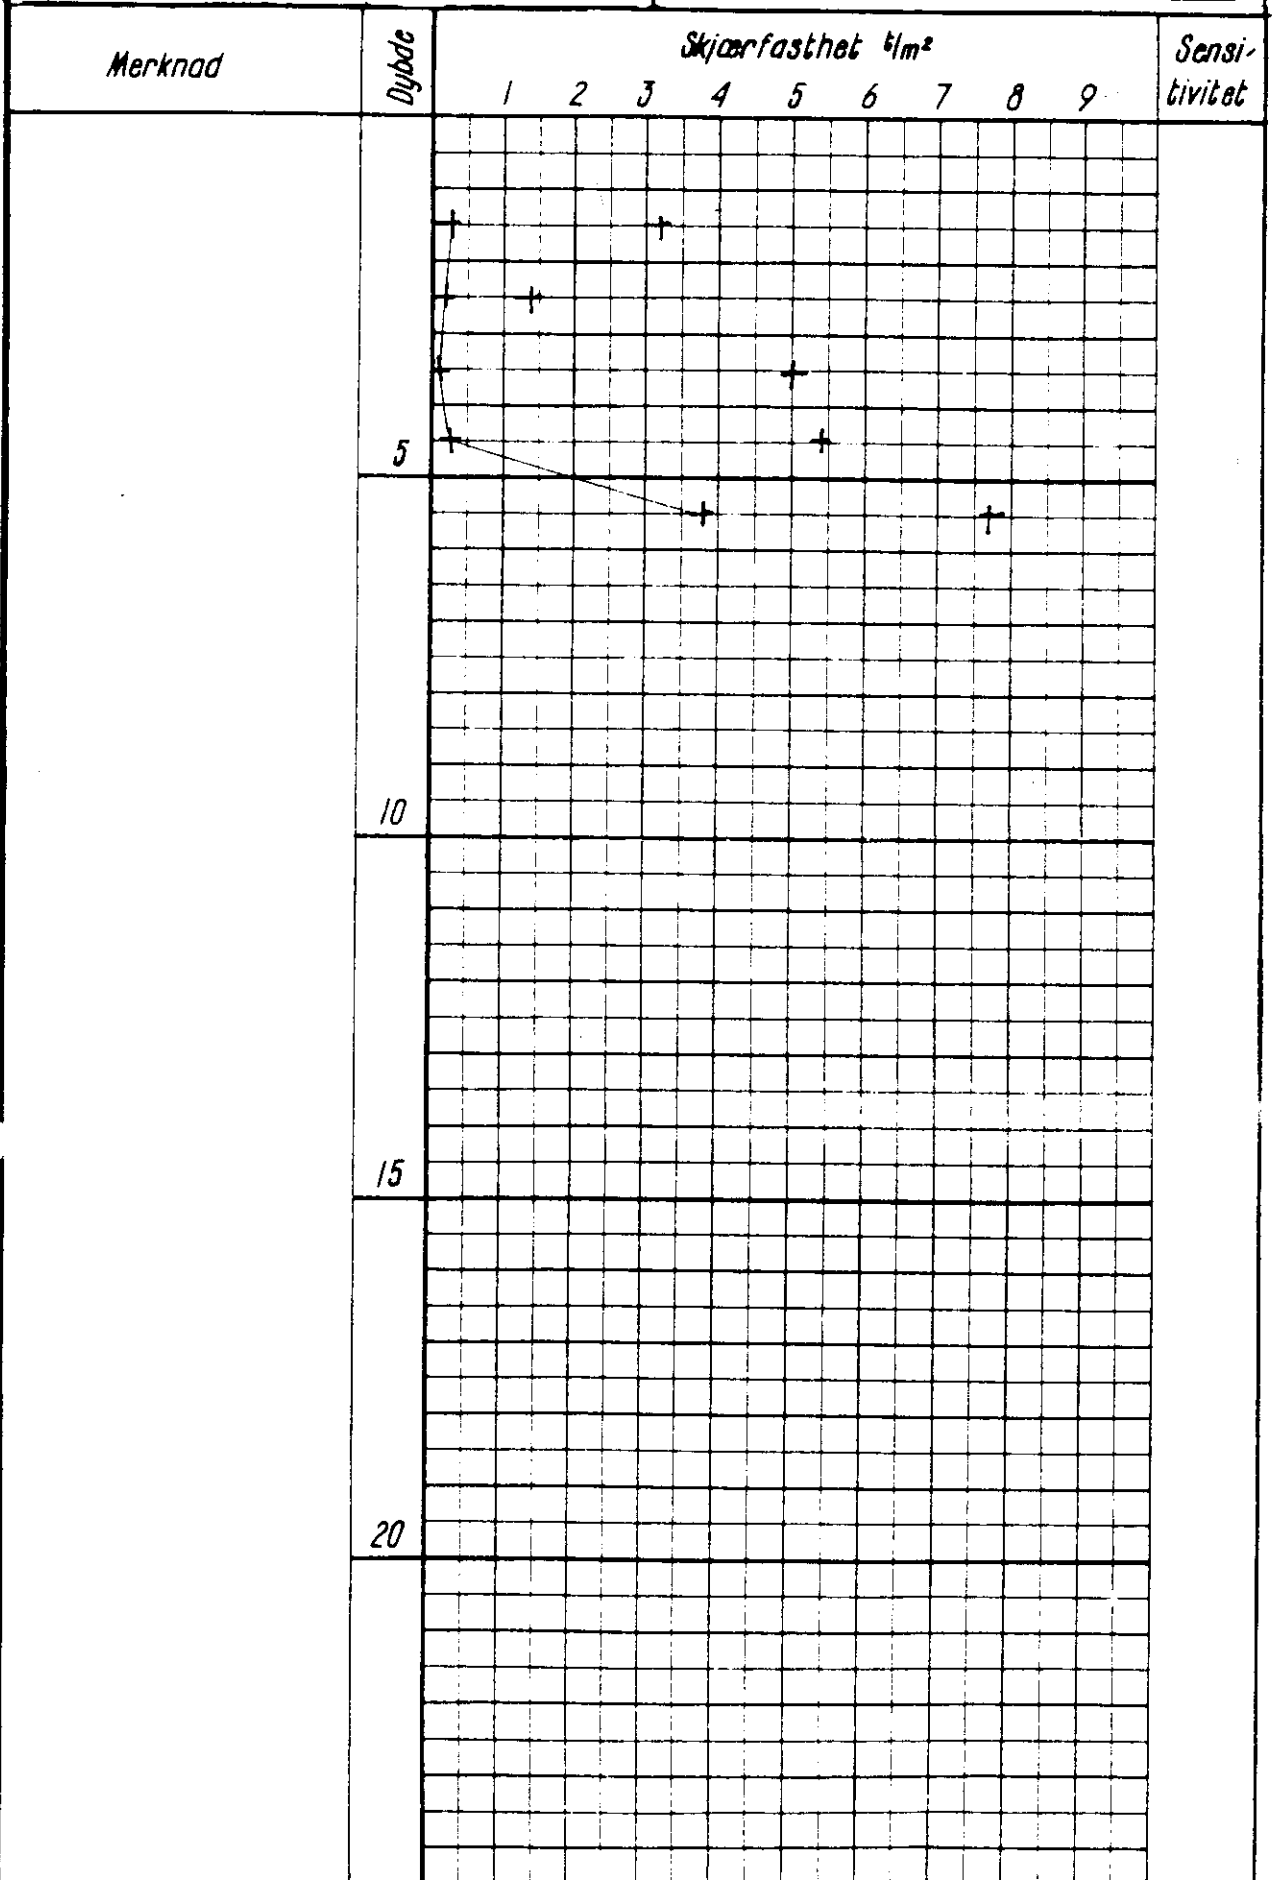 Merknad
Dybde
Skjærfasthet t/m²
Sensi-
tivitet
1 2 3 4 5 6 7 8 9
5
10
15
20